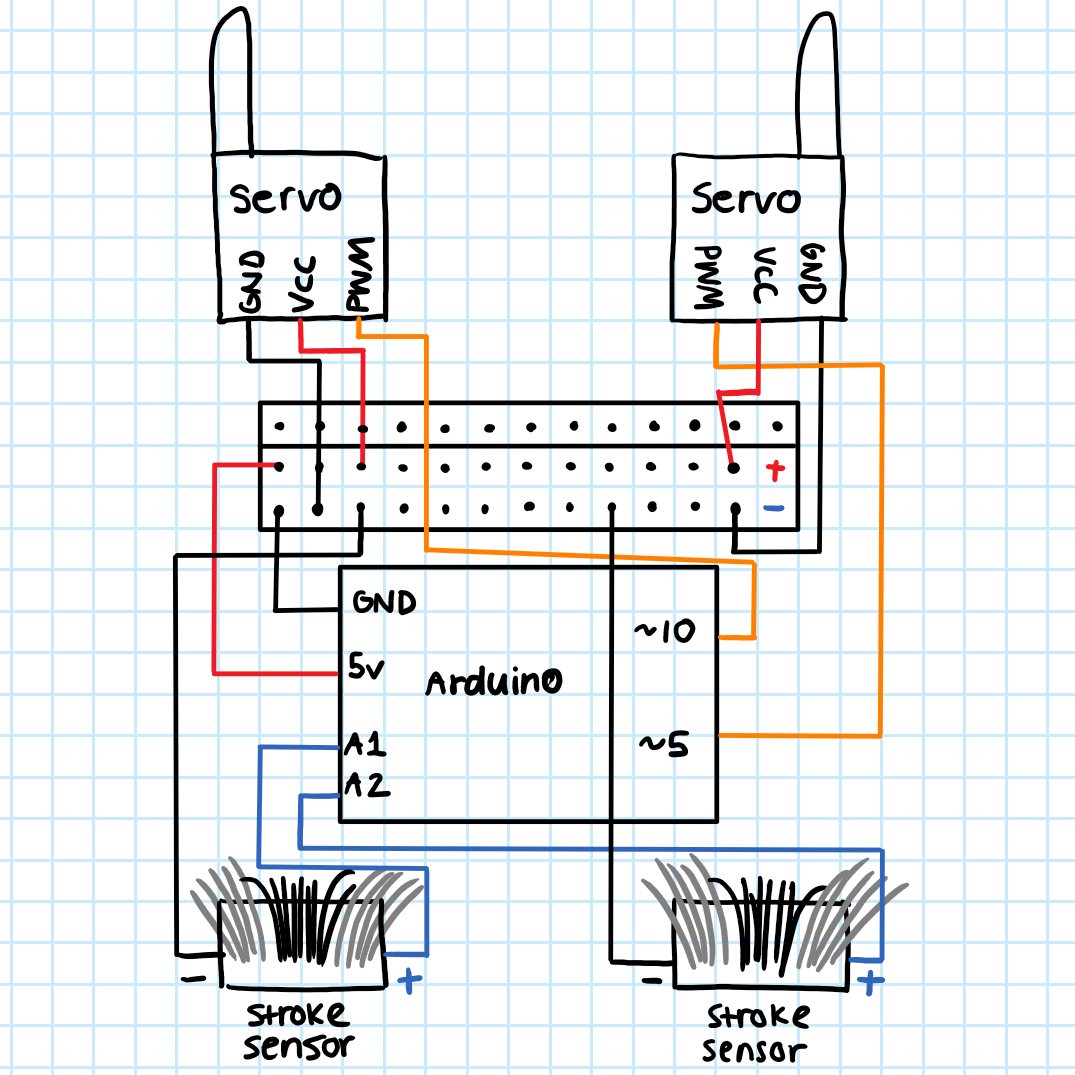 Servo
Servo
GND
VCC
PWM
PWM
VCC
GND
+
-
GND
5v
Arduino
~10
A1
A2
~5
-
+
-
+
stroke
sensor
stroke
sensor